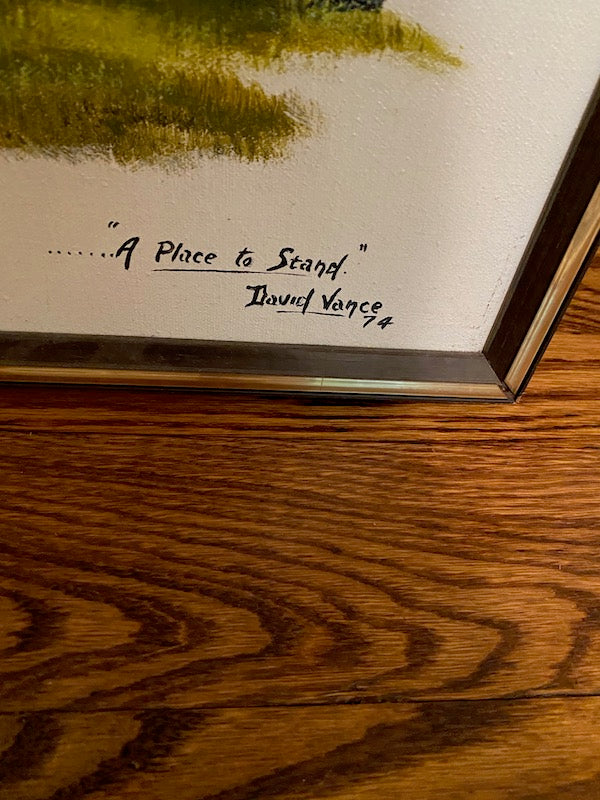 ......."A Place to Stand."
David Vance
74